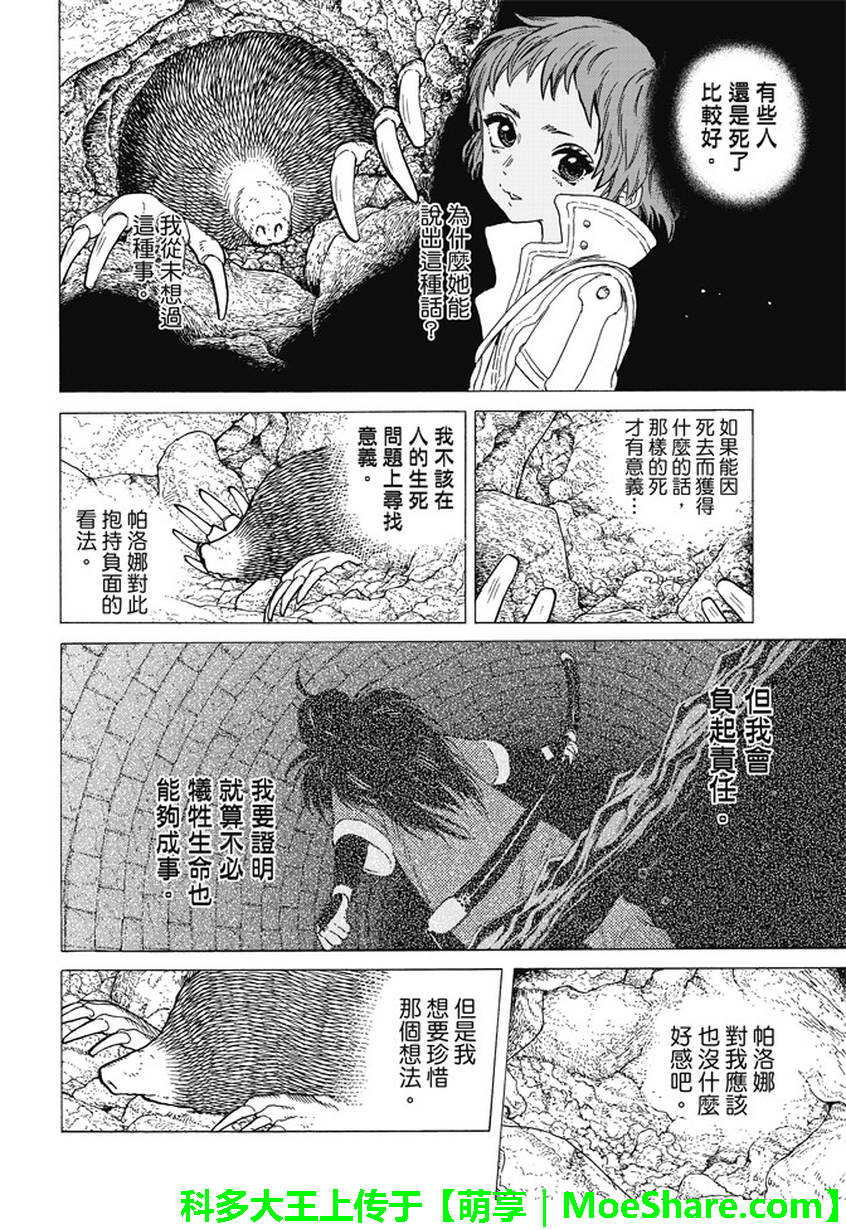 有些人
還是死了
比較好。
為什麼她能
說出這種話？
我從未想過
這種事。
如果能因
死去而獲得
什麼的話，
那樣的死
才有意義…
我不該在
人的生死
問題上尋找
意義。
帕洛娜對此
抱持負面的
看法。
但我會
負起責任。
我要證明
就算不必
犧牲生命也
能夠成事。
帕洛娜
對我應該
也沒什麼
好感吧。
但是我
想要珍惜
那個想法。
科多大王上传于【萌享｜MoeShare.com】